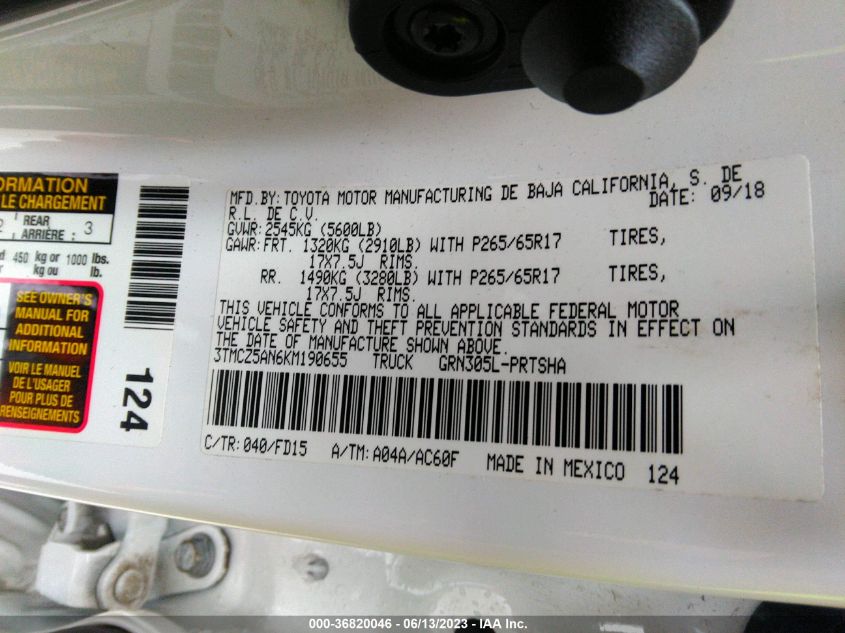 ORMATION
LE CHARGEMENT
2 REAR ARRIÈRE : 3
d 450 kg or 1000 lbs.
kg ou lb.
SEE OWNER'S
MANUAL FOR
ADDITIONAL
INFORMATION
VOIR LE MANUEL
DE L'USAGER
POUR PLUS DE
RENSEIGNEMENTS
124
MFD.BY:TOYOTA MOTOR MANUFACTURING DE BAJA CALIFORNIA, S. DE
R.L. DE C.V. DATE: 09/18
GVWR:2545KG (5600LB)
GAWR:FRT. 1320KG (2910LB) WITH P265/65R17 TIRES,
17X7.5J RIMS.
RR. 1490KG (3280LB) WITH P265/65R17 TIRES,
17X7.5J RIMS.
THIS VEHICLE CONFORMS TO ALL APPLICABLE FEDERAL MOTOR
VEHICLE SAFETY AND THEFT PREVENTION STANDARDS IN EFFECT ON
THE DATE OF MANUFACTURE SHOWN ABOVE.
3TMCZ5AN6KM190655 TRUCK GRN305L-PRTSHA
C/TR:040/FD15 A/TM:A04A/AC60F MADE IN MEXICO 124
000-36820046 - 06/13/2023 - © IAA Inc.